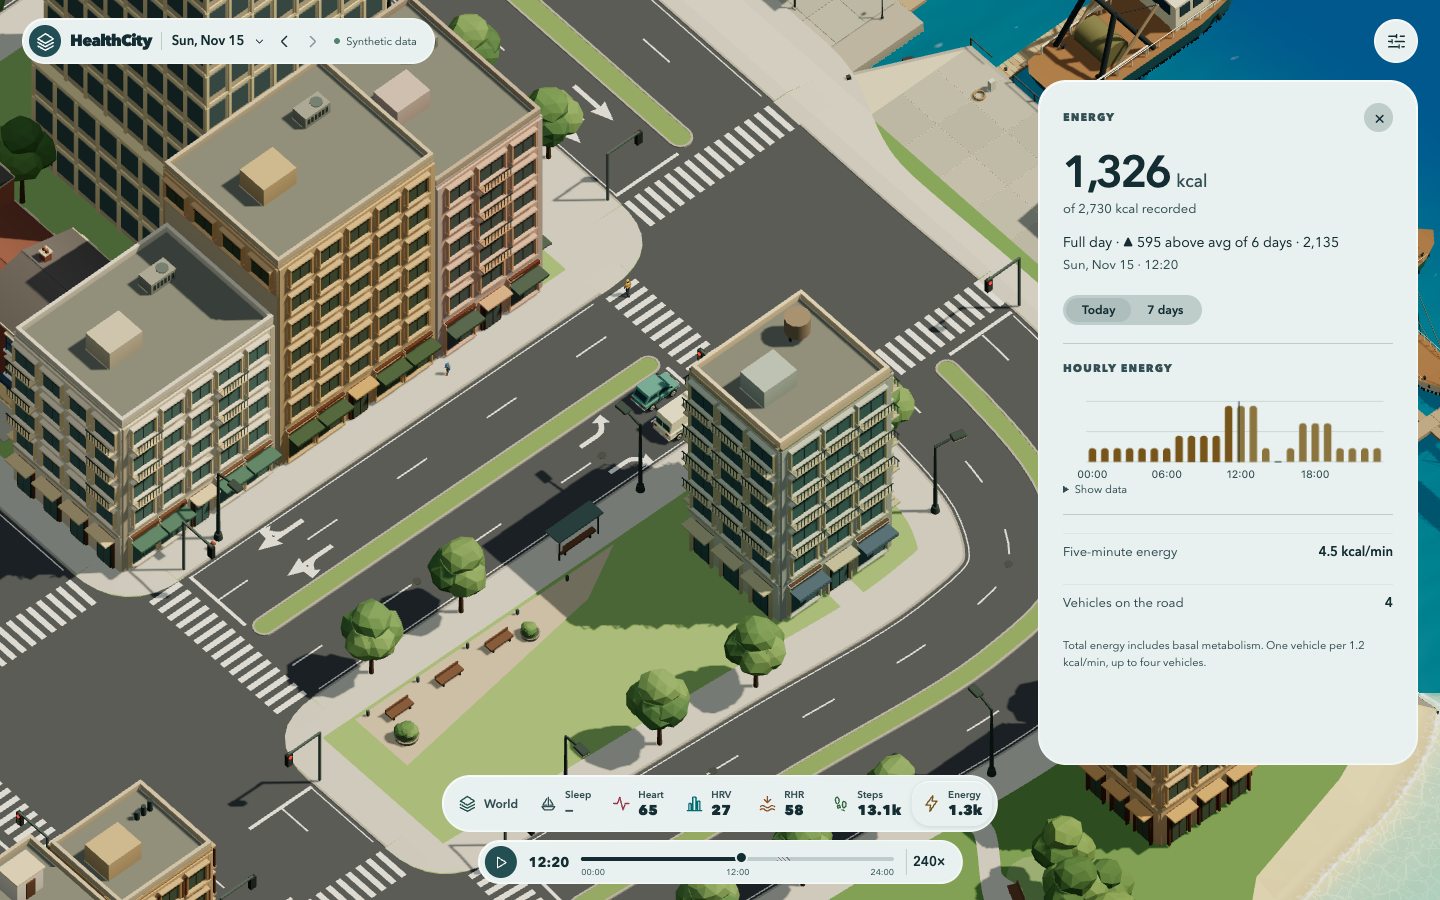 HealthCity
Sun, Nov 15
Synthetic data
ENERGY
1,326 kcal
of 2,730 kcal recorded
Full day · ▲ 595 above avg of 6 days · 2,135
Sun, Nov 15 · 12:20
Today 7 days
HOURLY ENERGY
00:00 06:00 12:00 18:00
Show data
Five-minute energy 4.5 kcal/min
Vehicles on the road 4
Total energy includes basal metabolism. One vehicle per 1.2
kcal/min, up to four vehicles.
World
Sleep
–
Heart
65
HRV
27
RHR
58
Steps
13.1k
Energy
1.3k
12:20
00:00 12:00 24:00
240×